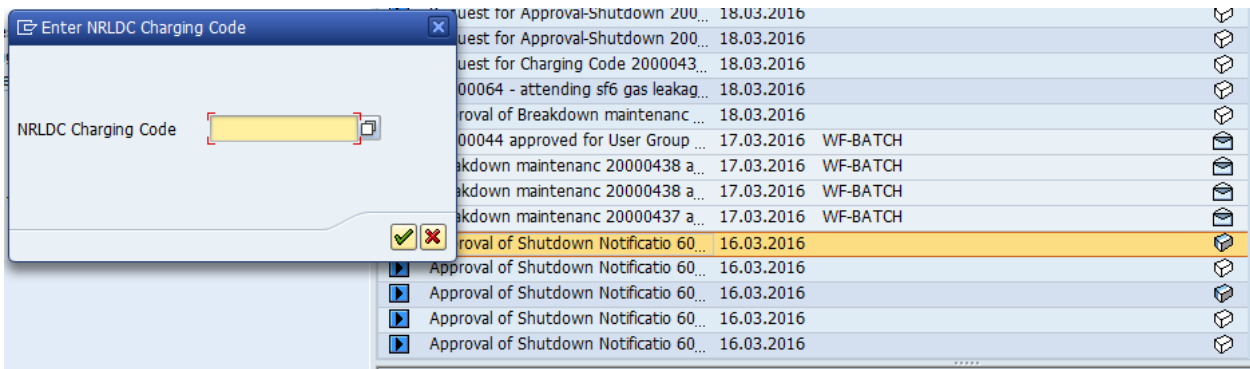 Enter NRLDC Charging Code
NRLDC Charging Code
uest for Approval-Shutdown 200... 18.03.2016
uest for Approval-Shutdown 200... 18.03.2016
uest for Charging Code 2000043... 18.03.2016
00064 - attending sf6 gas leakag... 18.03.2016
roval of Breakdown maintenanc ... 18.03.2016
00044 approved for User Group ... 17.03.2016 WF-BATCH
akdown maintenanc 20000438 a... 17.03.2016 WF-BATCH
akdown maintenanc 20000438 a... 17.03.2016 WF-BATCH
akdown maintenanc 20000437 a... 17.03.2016 WF-BATCH
roval of Shutdown Notificatio 60... 16.03.2016
Approval of Shutdown Notificatio 60... 16.03.2016
Approval of Shutdown Notificatio 60... 16.03.2016
Approval of Shutdown Notificatio 60... 16.03.2016
Approval of Shutdown Notificatio 60... 16.03.2016